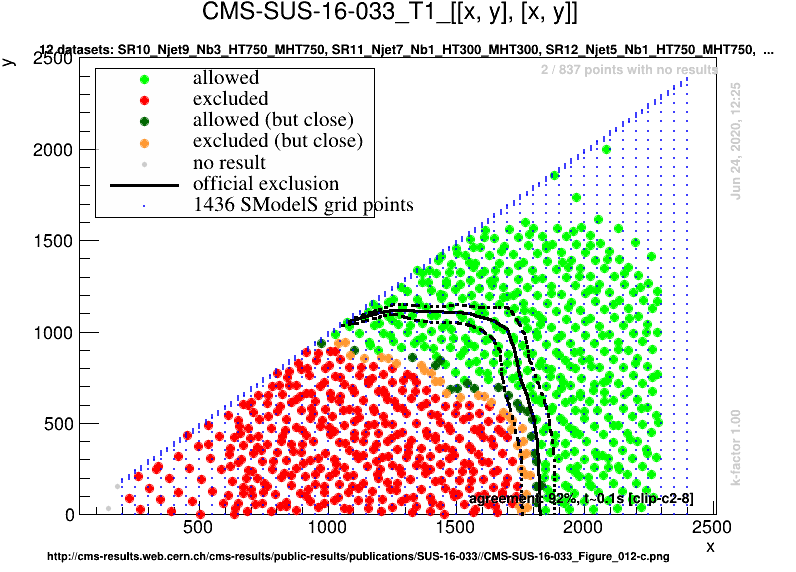 CMS-SUS-16-033_T1_[[x, y], [x, y]]
12 datasets: SR10_Njet9_Nb3_HT750_MHT750, SR11_Njet7_Nb1_HT300_MHT300, SR12_Njet5_Nb1_HT750_MHT750, ...
y
2500
2000
1500
1000
500
0
2 / 837 points with no results
allowed
excluded
allowed (but close)
excluded (but close)
no result
official exclusion
1436 SModelS grid points
Jun 24, 2020, 12:25
k-factor 1.00
agreement: 92%, t~0.1s [clip-c2-8]
500 1000 1500 2000 2500
x
http://cms-results.web.cern.ch/cms-results/public-results/publications/SUS-16-033//CMS-SUS-16-033_Figure_012-c.png